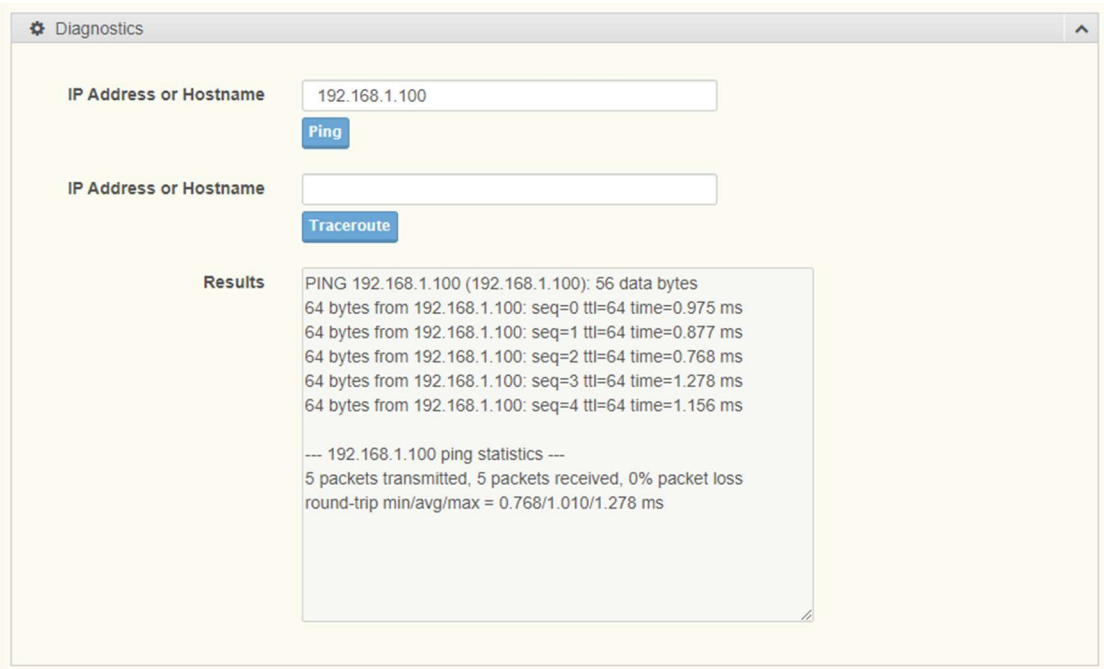 Diagnostics
IP Address or Hostname
192.168.1.100
Ping
IP Address or Hostname
Traceroute
Results
PING 192.168.1.100 (192.168.1.100): 56 data bytes
64 bytes from 192.168.1.100: seq=0 ttl=64 time=0.975 ms
64 bytes from 192.168.1.100: seq=1 ttl=64 time=0.877 ms
64 bytes from 192.168.1.100: seq=2 ttl=64 time=0.768 ms
64 bytes from 192.168.1.100: seq=3 ttl=64 time=1.278 ms
64 bytes from 192.168.1.100: seq=4 ttl=64 time=1.156 ms
--- 192.168.1.100 ping statistics ---
5 packets transmitted, 5 packets received, 0% packet loss
round-trip min/avg/max = 0.768/1.010/1.278 ms